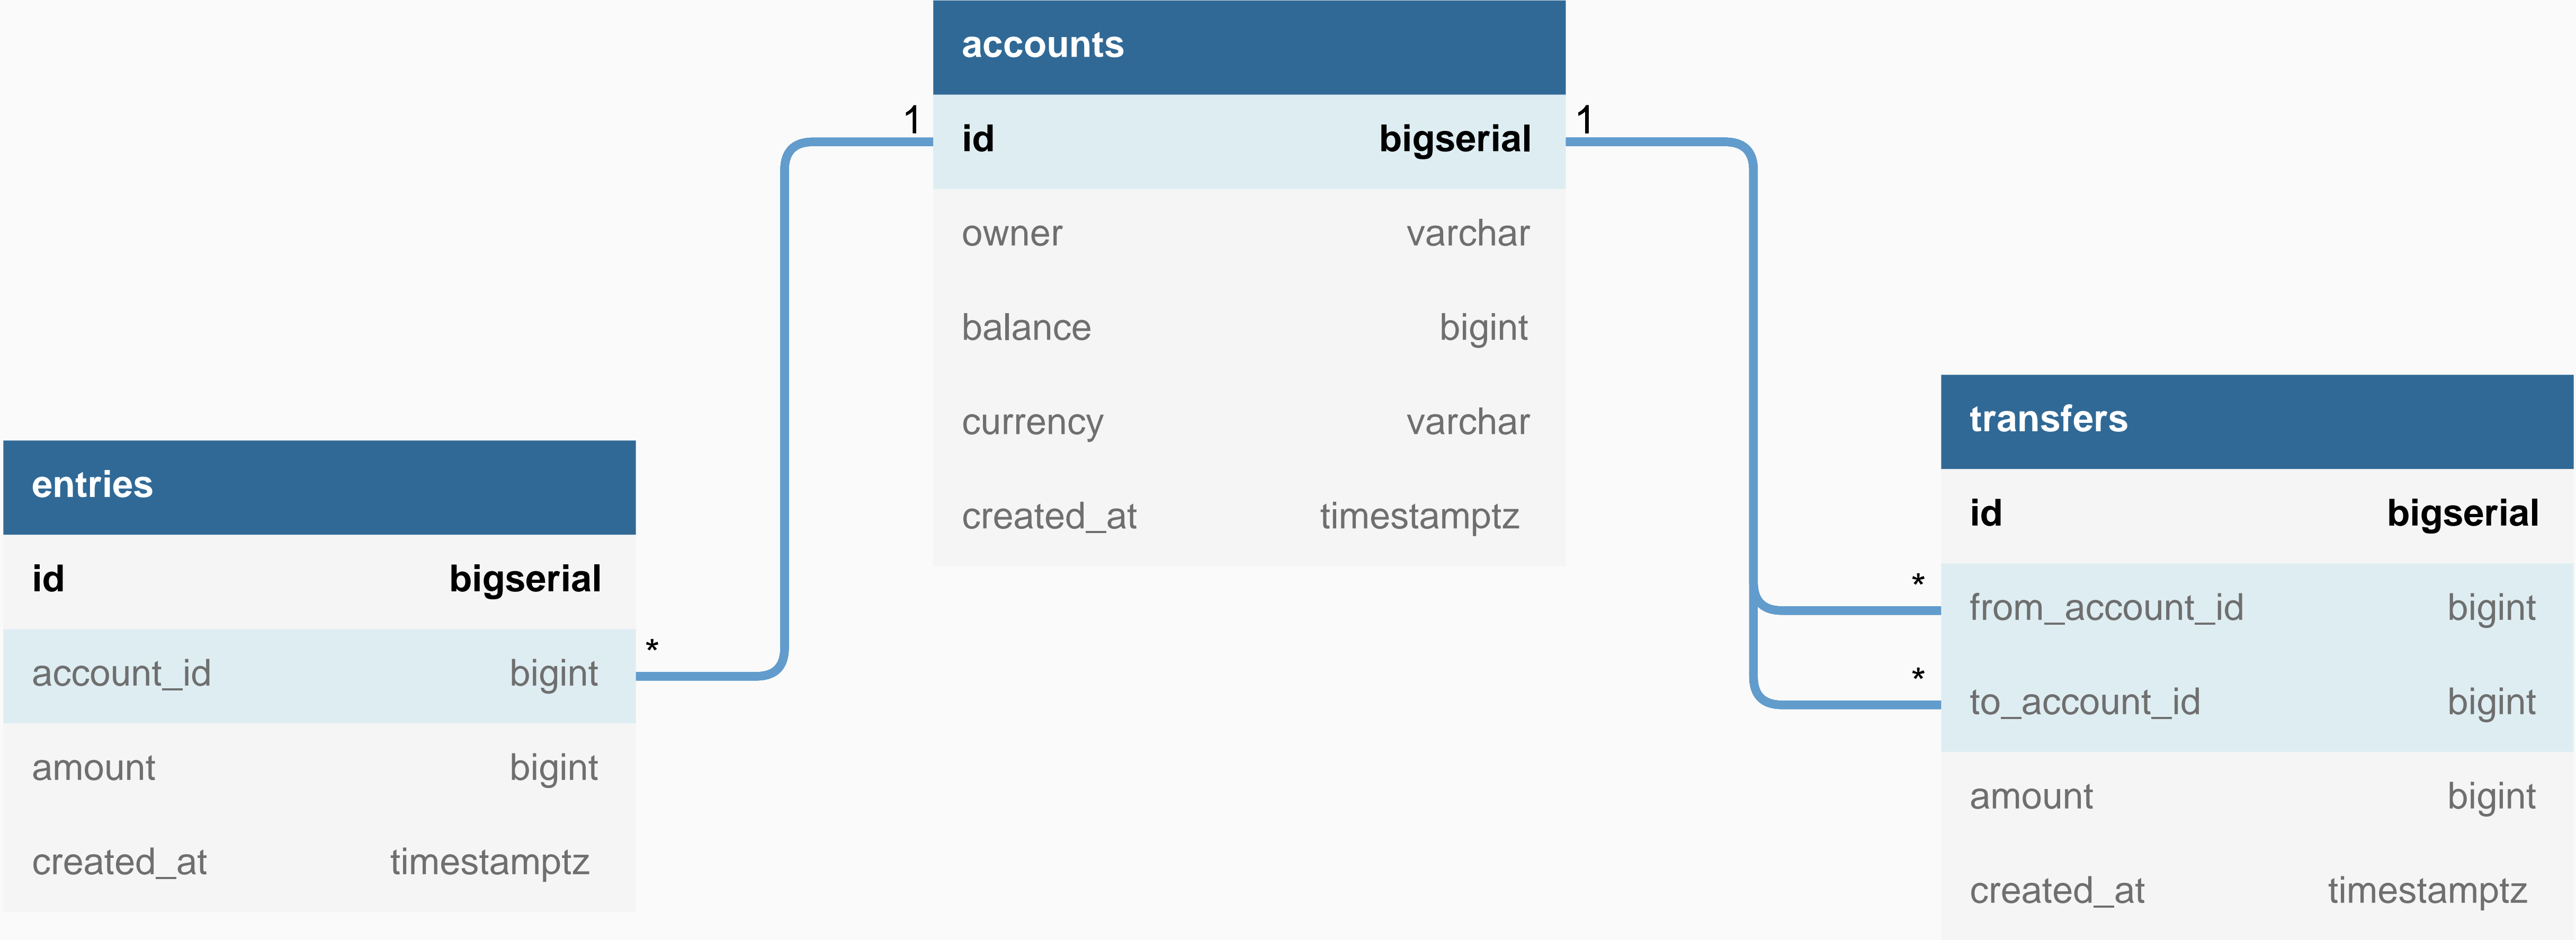 accounts
1 id bigserial 1
owner varchar
balance bigint
currency varchar
created_at timestamptz
entries
id bigserial
account_id bigint *
amount bigint
created_at timestamptz
transfers
id bigserial
* from_account_id bigint
* to_account_id bigint
amount bigint
created_at timestamptz